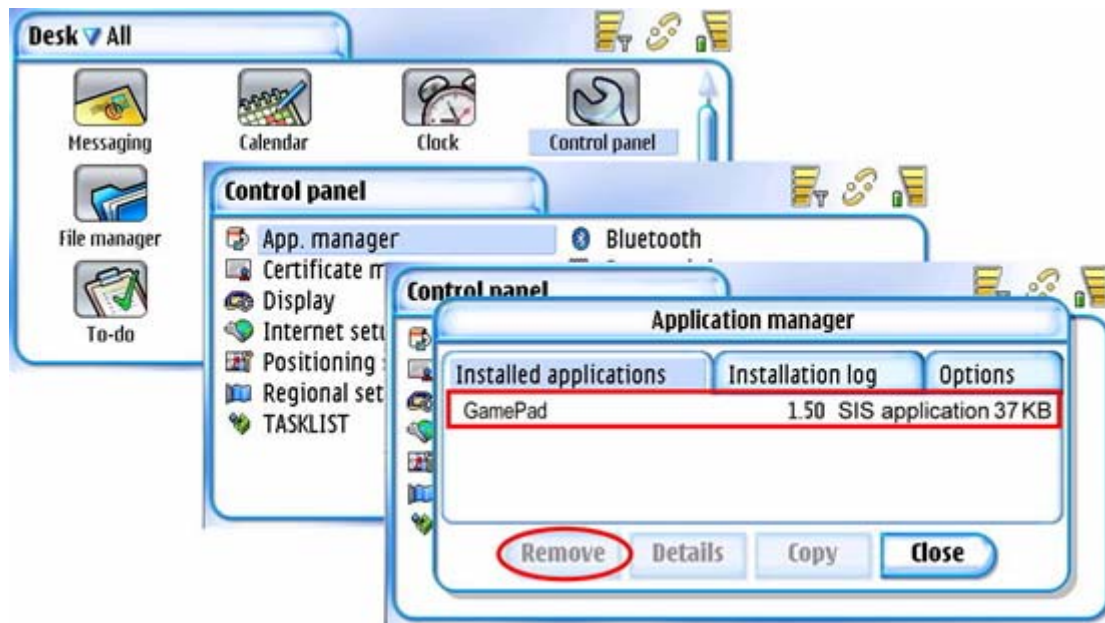 Desk All
Messaging
Calendar
Clock
Control panel
File manager
To-do
Control panel
App. manager
Bluetooth
Certificate m
Display
Internet setu
Positioning
Regional set
TASKLIST
Control panel
Application manager
Installed applications
Installation log
Options
GamePad 1.50 SIS application 37 KB
Remove
Details
Copy
Close